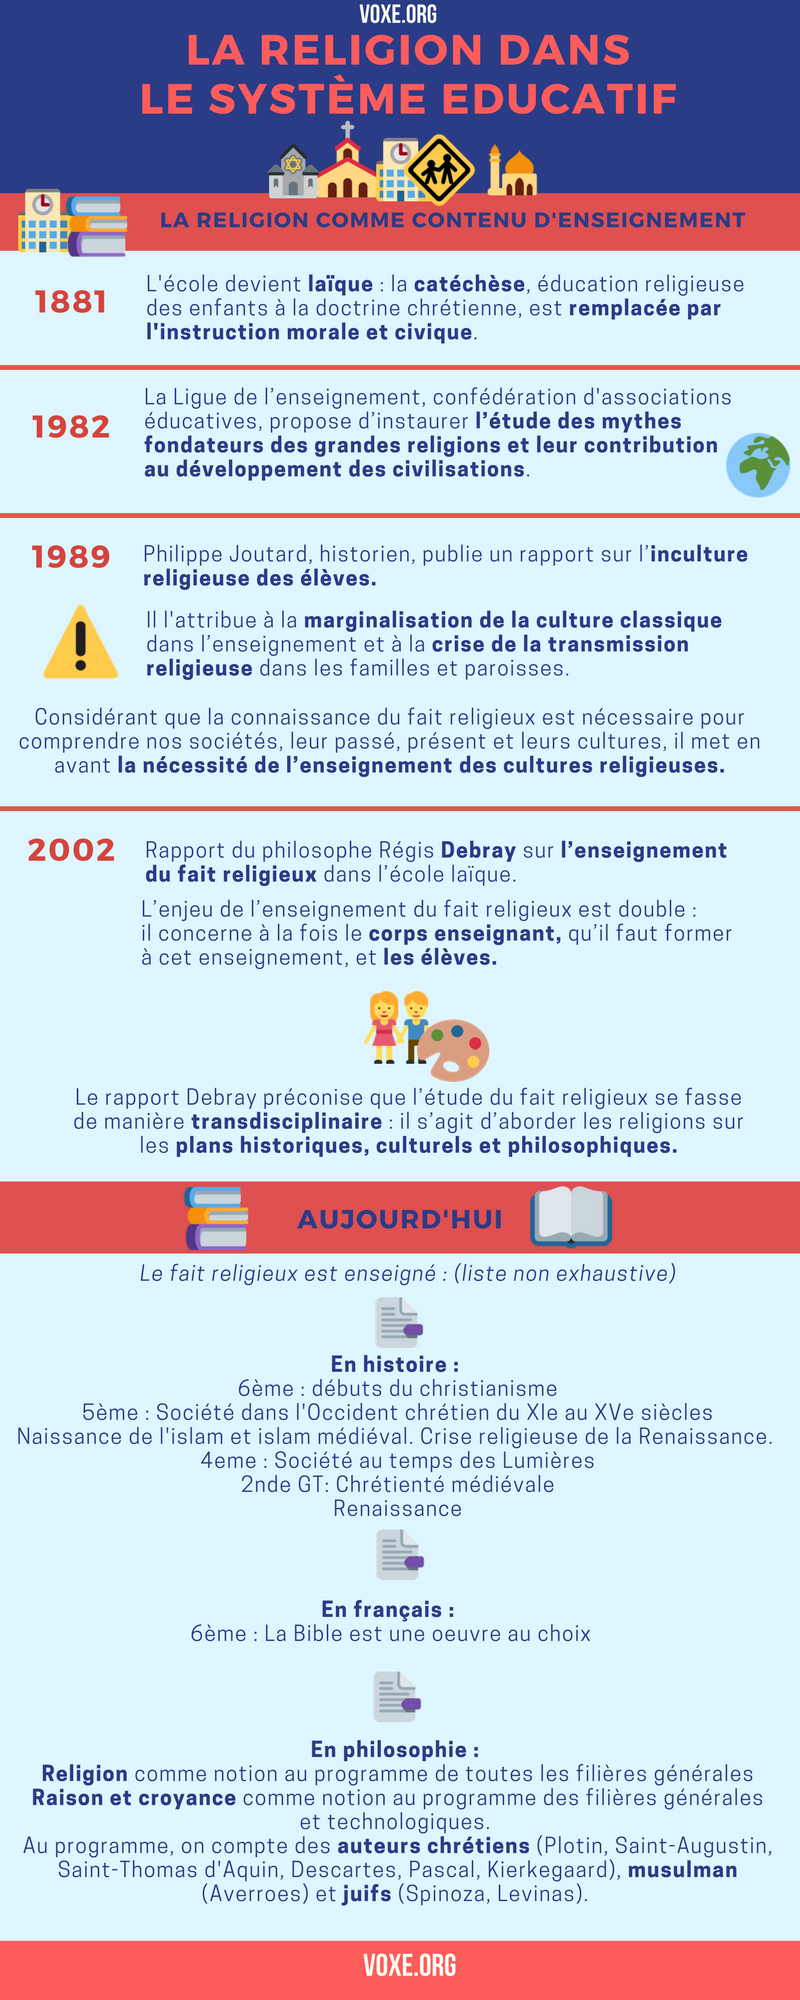 VOXE.ORG
LA RELIGION DANS
LE SYSTÈME EDUCATIF
LA RELIGION COMME CONTENU D'ENSEIGNEMENT
1881
L'école devient laïque : la catéchèse, éducation religieuse
des enfants à la doctrine chrétienne, est remplacée par
l'instruction morale et civique.
1982
La Ligue de l’enseignement, confédération d'associations
éducatives, propose d’instaurer l’étude des mythes
fondateurs des grandes religions et leur contribution
au développement des civilisations.
1989
Philippe Joutard, historien, publie un rapport sur l’inculture
religieuse des élèves.
Il l'attribue à la marginalisation de la culture classique
dans l’enseignement et à la crise de la transmission
religieuse dans les familles et paroisses.
Considérant que la connaissance du fait religieux est nécessaire pour
comprendre nos sociétés, leur passé, présent et leurs cultures, il met en
avant la nécessité de l’enseignement des cultures religieuses.
2002
Rapport du philosophe Régis Debray sur l’enseignement
du fait religieux dans l’école laïque.
L’enjeu de l’enseignement du fait religieux est double :
il concerne à la fois le corps enseignant, qu’il faut former
à cet enseignement, et les élèves.
Le rapport Debray préconise que l’étude du fait religieux se fasse
de manière transdisciplinaire : il s’agit d’aborder les religions sur
les plans historiques, culturels et philosophiques.
AUJOURD'HUI
Le fait religieux est enseigné : (liste non exhaustive)
En histoire :
6ème : débuts du christianisme
5ème : Société dans l'Occident chrétien du XIe au XVe siècles
Naissance de l'islam et islam médiéval. Crise religieuse de la Renaissance.
4eme : Société au temps des Lumières
2nde GT: Chrétienté médiévale
Renaissance
En français :
6ème : La Bible est une oeuvre au choix
En philosophie :
Religion comme notion au programme de toutes les filières générales
Raison et croyance comme notion au programme des filières générales
et technologiques.
Au programme, on compte des auteurs chrétiens (Plotin, Saint-Augustin,
Saint-Thomas d'Aquin, Descartes, Pascal, Kierkegaard), musulman
(Averroes) et juifs (Spinoza, Levinas).
VOXE.ORG